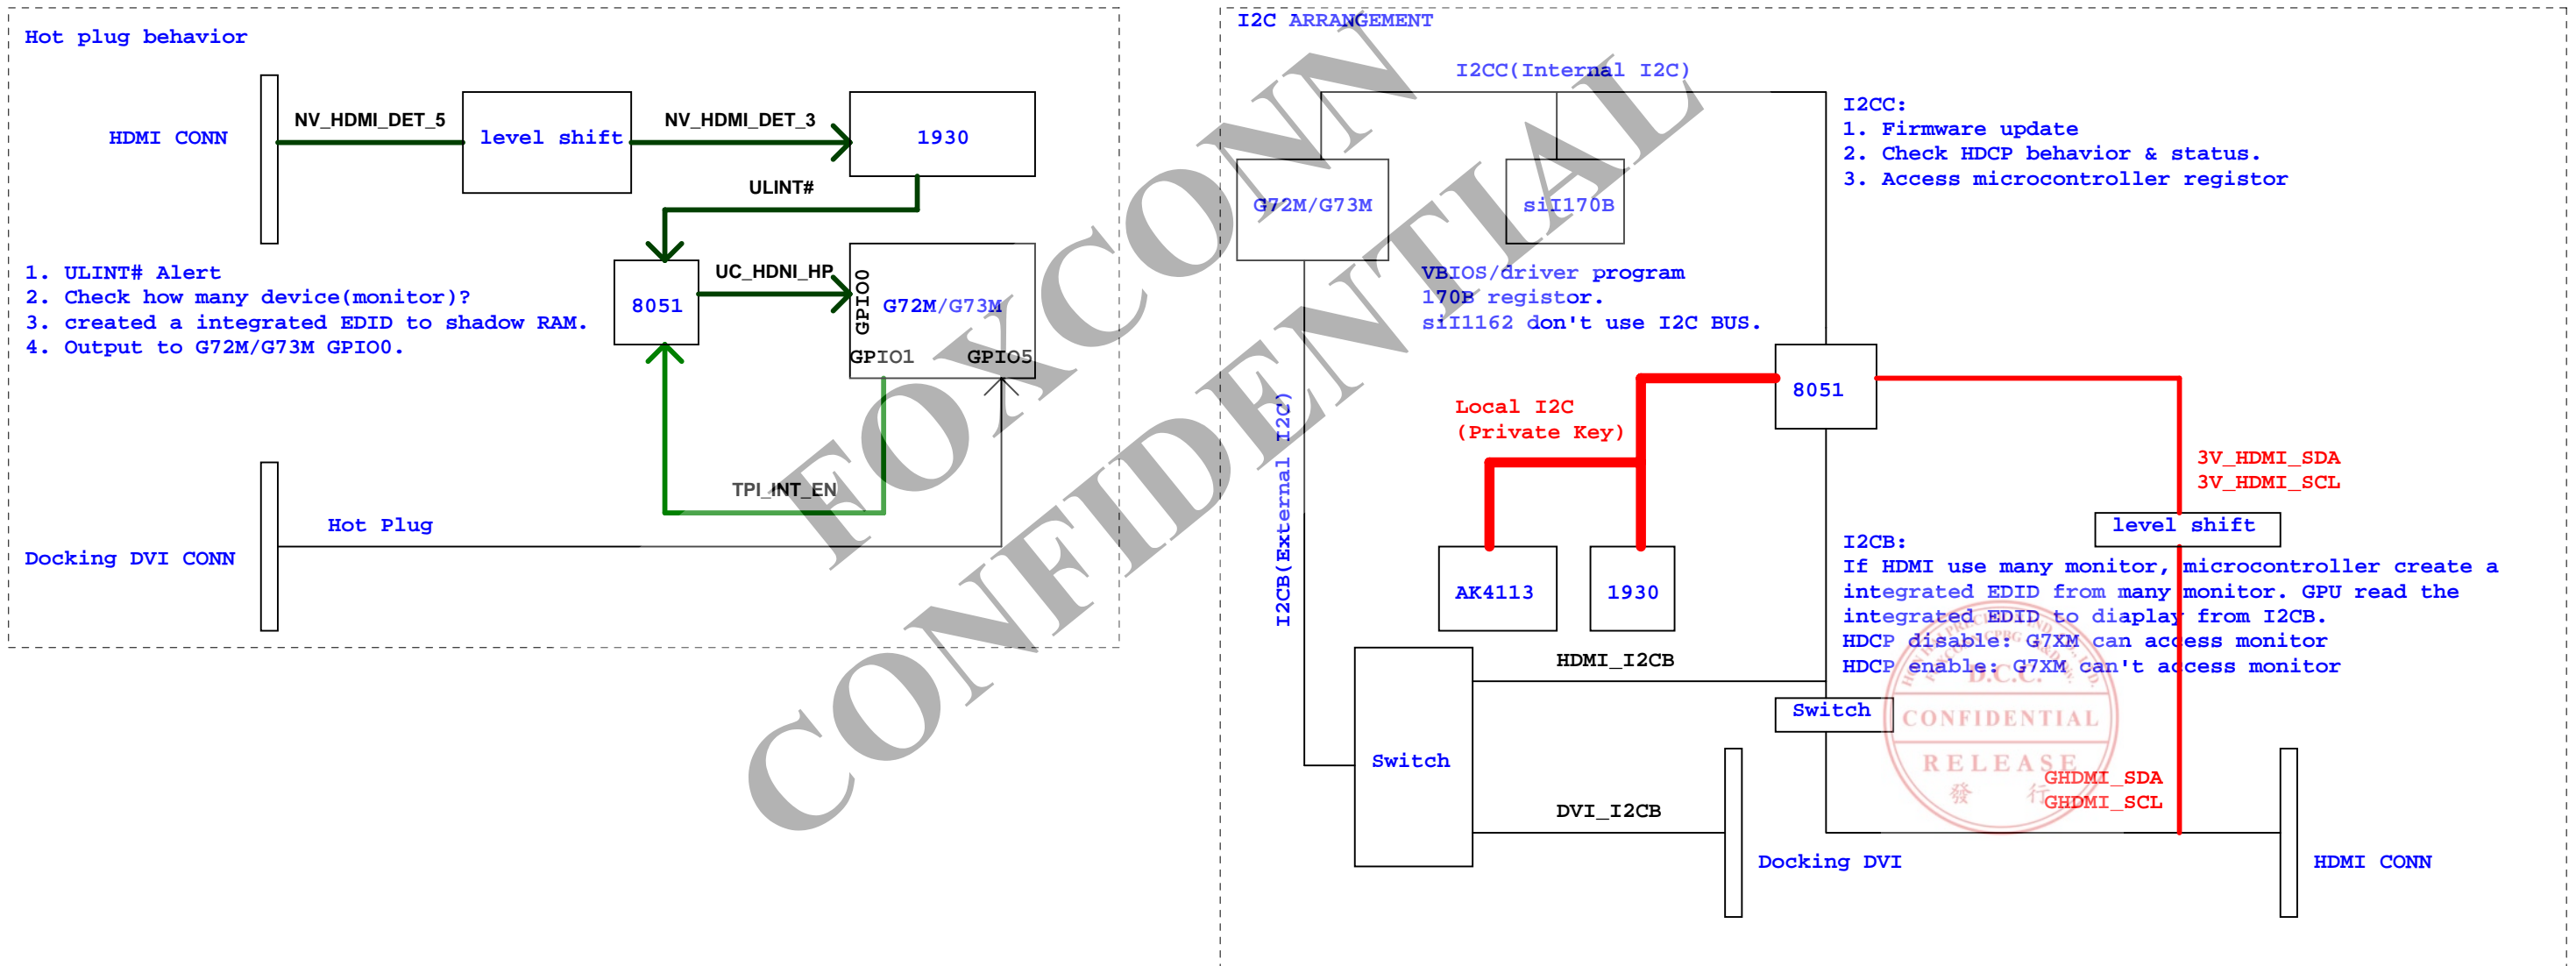 Hot plug behavior
HDMI CONN
NV_HDMI_DET_5
level shift
NV_HDMI_DET_3
1930
ULINT#
1. ULINT# Alert
2. Check how many device(monitor)?
3. created a integrated EDID to shadow RAM.
4. Output to G72M/G73M GPIO0.
8051
UC_HDNI_HP
GPIO0
G72M/G73M
GPIO1
GPIO5
TPI_INT_EN
Hot Plug
Docking DVI CONN
FOXCONN
CONFIDENTIAL
I2C ARRANGEMENT
I2CC(Internal I2C)
G72M/G73M
siI170B
I2CC:
1. Firmware update
2. Check HDCP behavior & status.
3. Access microcontroller registor
VBIOS/driver program
170B registor.
siI1162 don't use I2C BUS.
8051
Local I2C
(Private Key)
I2CB(External I2C)
3V_HDMI_SDA
3V_HDMI_SCL
level shift
AK4113
1930
I2CB:
If HDMI use many monitor, microcontroller create a
integrated EDID from many monitor. GPU read the
integrated EDID to diaplay from I2CB.
HDCP disable: G7XM can access monitor
HDCP enable: G7XM can't access monitor
HDMI_I2CB
Switch
Switch
D.C.C.
CONFIDENTIAL
RELEASE
發 行
GHDMI_SDA
GHDMI_SCL
DVI_I2CB
Docking DVI
HDMI CONN